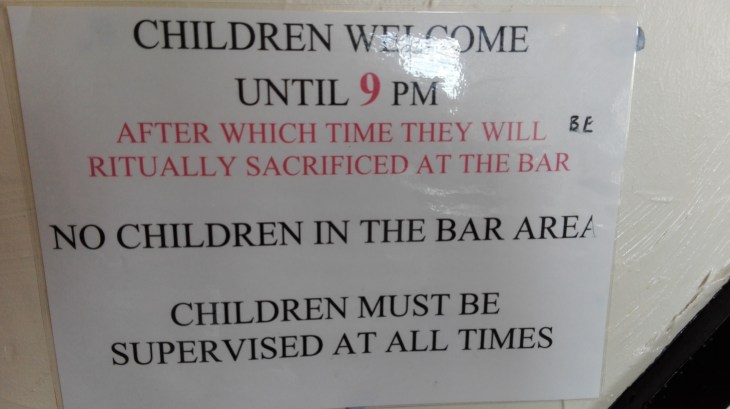 CHILDREN WELCOME
UNTIL 9 PM
AFTER WHICH TIME THEY WILL BE
RITUALLY SACRIFICED AT THE BAR
NO CHILDREN IN THE BAR AREA
CHILDREN MUST BE
SUPERVISED AT ALL TIMES